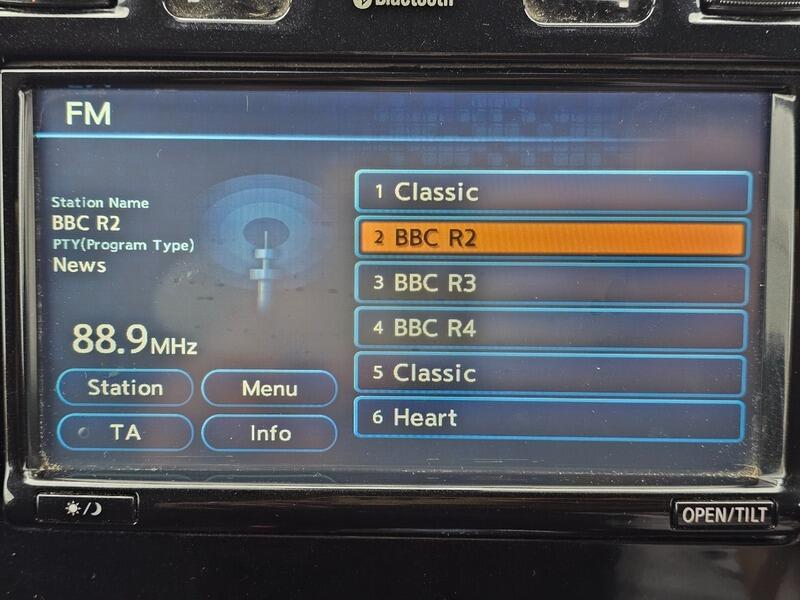 Bluetooth
FM
Station Name
BBC R2
PTY(Program Type)
News
88.9MHz
Station
Menu
TA
Info
1 Classic
2 BBC R2
3 BBC R3
4 BBC R4
5 Classic
6 Heart
OPEN/TILT